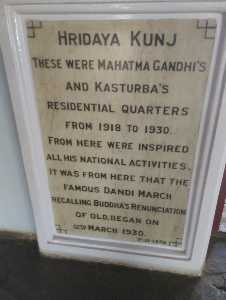 HRIDAYA KUNJ
THESE WERE MAHATMA GANDHI'S
AND KASTURBA'S
RESIDENTIAL QUARTERS
FROM 1918 TO 1930.
FROM HERE WERE INSPIRED
ALL HIS NATIONAL ACTIVITIES.
IT WAS FROM HERE THAT THE
FAMOUS DANDI MARCH
RECALLING BUDDHA'S RENUNCIATION
OF OLD, BEGAN ON
12TH MARCH 1930.